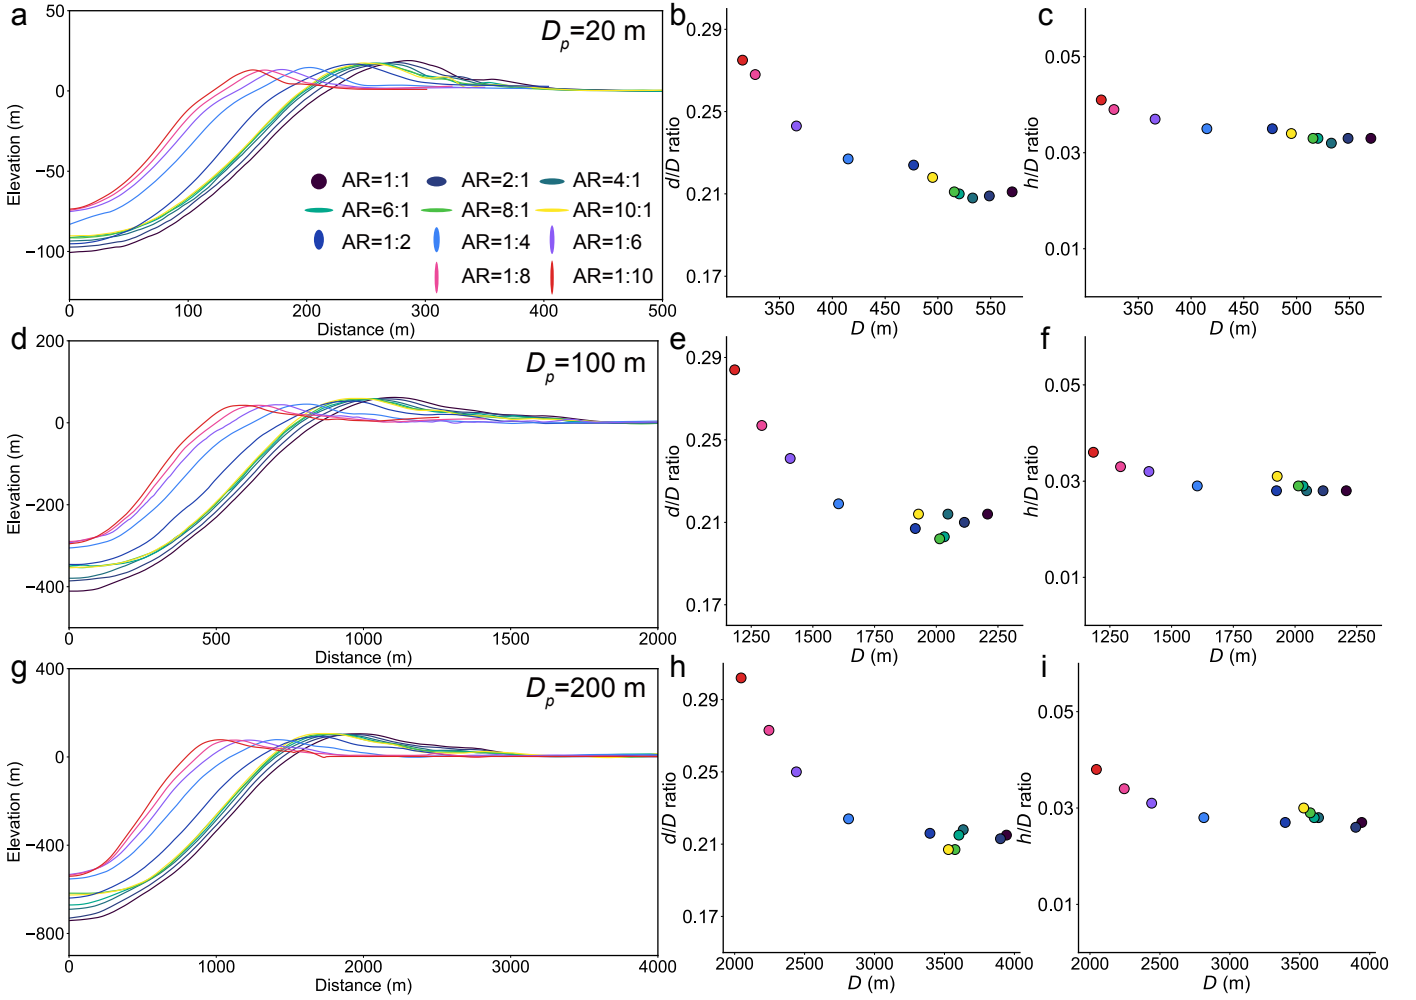 a
50
0
−50
−100
Elevation (m)
0
100
200
300
400
500
Distance (m)
Dp=20 m
AR=1:1
AR=2:1
AR=4:1
AR=6:1
AR=8:1
AR=10:1
AR=1:2
AR=1:4
AR=1:6
AR=1:8
AR=1:10
b
0.29
0.25
0.21
0.17
d/D ratio
350
400
450
500
550
D (m)
c
0.05
0.03
0.01
h/D ratio
350
400
450
500
550
D (m)
d
200
0
−200
−400
Elevation (m)
0
500
1000
1500
2000
Distance (m)
Dp=100 m
e
0.29
0.25
0.21
0.17
d/D ratio
1250
1500
1750
2000
2250
D (m)
f
0.05
0.03
0.01
h/D ratio
1250
1500
1750
2000
2250
D (m)
g
400
0
−400
−800
Elevation (m)
0
1000
2000
3000
4000
Distance (m)
Dp=200 m
h
0.29
0.25
0.21
0.17
d/D ratio
2000
2500
3000
3500
4000
D (m)
i
0.05
0.03
0.01
h/D ratio
2000
2500
3000
3500
4000
D (m)